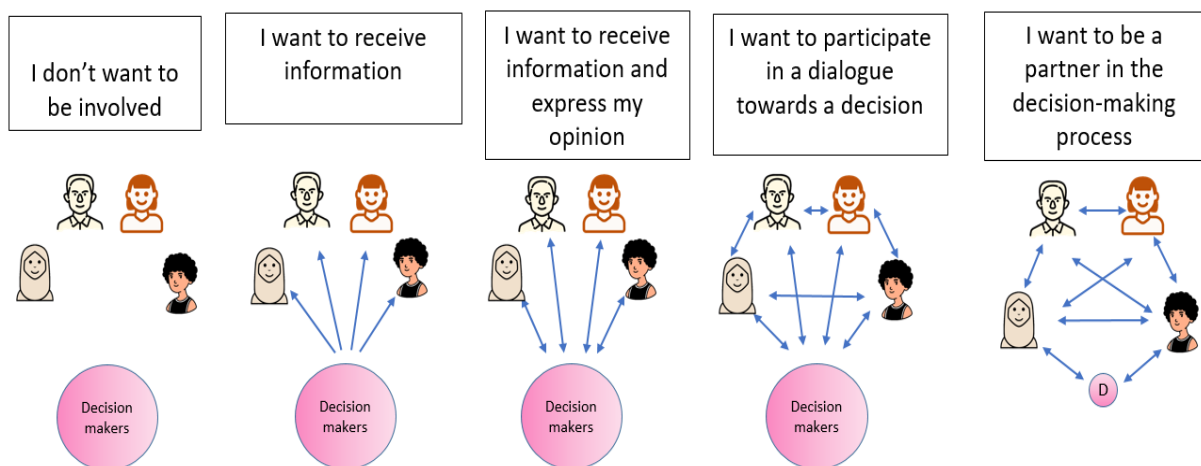 I don’t want to
be involved
I want to receive
information
I want to receive
information and
express my
opinion
I want to participate
in a dialogue
towards a decision
I want to be a
partner in the
decision-making
process
Decision
makers
Decision
makers
Decision
makers
Decision
makers
D